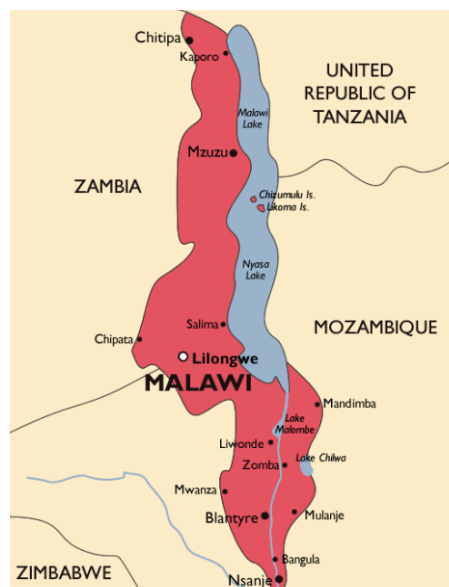 Chitipa
Kaporo
UNITED
REPUBLIC OF
TANZANIA
Malawi
Lake
Mzuzu
ZAMBIA
Chizumulu Is.
Likoma Is.
Nyasa
Lake
Salima
MOZAMBIQUE
Chipata
Lilongwe
MALAWI
Mandimba
Lake
Malombe
Liwonde
Lake Chilwa
Zomba
Mwanza
Blantyre
Mulanje
Bangula
ZIMBABWE
Nsanje